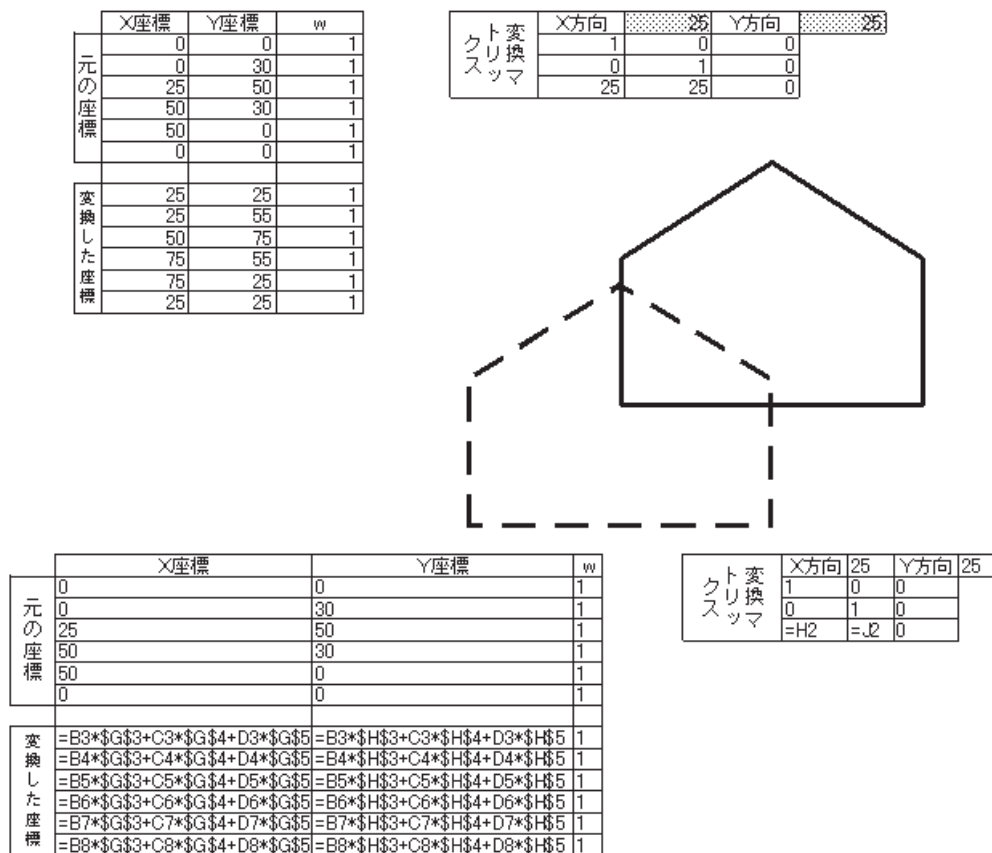 X座標 Y座標 w
元の座標
0 0 1
0 30 1
25 50 1
50 30 1
50 0 1
0 0 1
変換した座標
25 25 1
25 55 1
50 75 1
75 55 1
75 25 1
25 25 1
変換マトリックス
X方向 25 Y方向 25
1 0 0
0 1 0
25 25 0
X座標 Y座標 w
元の座標
0 0 1
0 30 1
25 50 1
50 30 1
50 0 1
0 0 1
変換した座標
=B3*$G$3+C3*$G$4+D3*$G$5 =B3*$H$3+C3*$H$4+D3*$H$5 1
=B4*$G$3+C4*$G$4+D4*$G$5 =B4*$H$3+C4*$H$4+D4*$H$5 1
=B5*$G$3+C5*$G$4+D5*$G$5 =B5*$H$3+C5*$H$4+D5*$H$5 1
=B6*$G$3+C6*$G$4+D6*$G$5 =B6*$H$3+C6*$H$4+D6*$H$5 1
=B7*$G$3+C7*$G$4+D7*$G$5 =B7*$H$3+C7*$H$4+D7*$H$5 1
=B8*$G$3+C8*$G$4+D8*$G$5 =B8*$H$3+C8*$H$4+D8*$H$5 1
変換マトリックス
X方向 25 Y方向 25
1 0 0
0 1 0
=H2 =J2 0